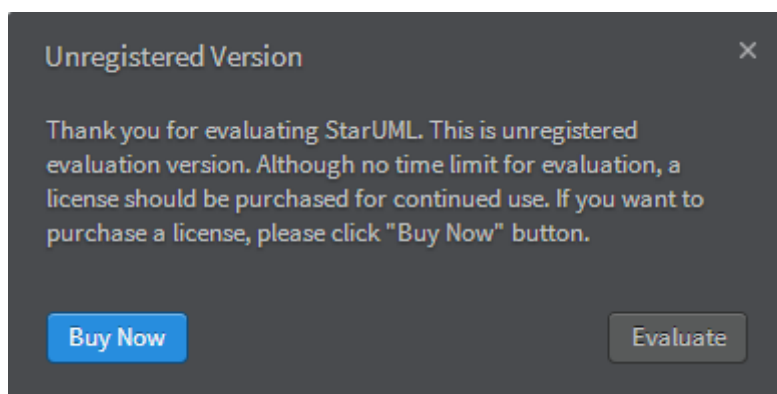 Unregistered Version
Thank you for evaluating StarUML. This is unregistered
evaluation version. Although no time limit for evaluation, a
license should be purchased for continued use. If you want to
purchase a license, please click "Buy Now" button.
Buy Now
Evaluate